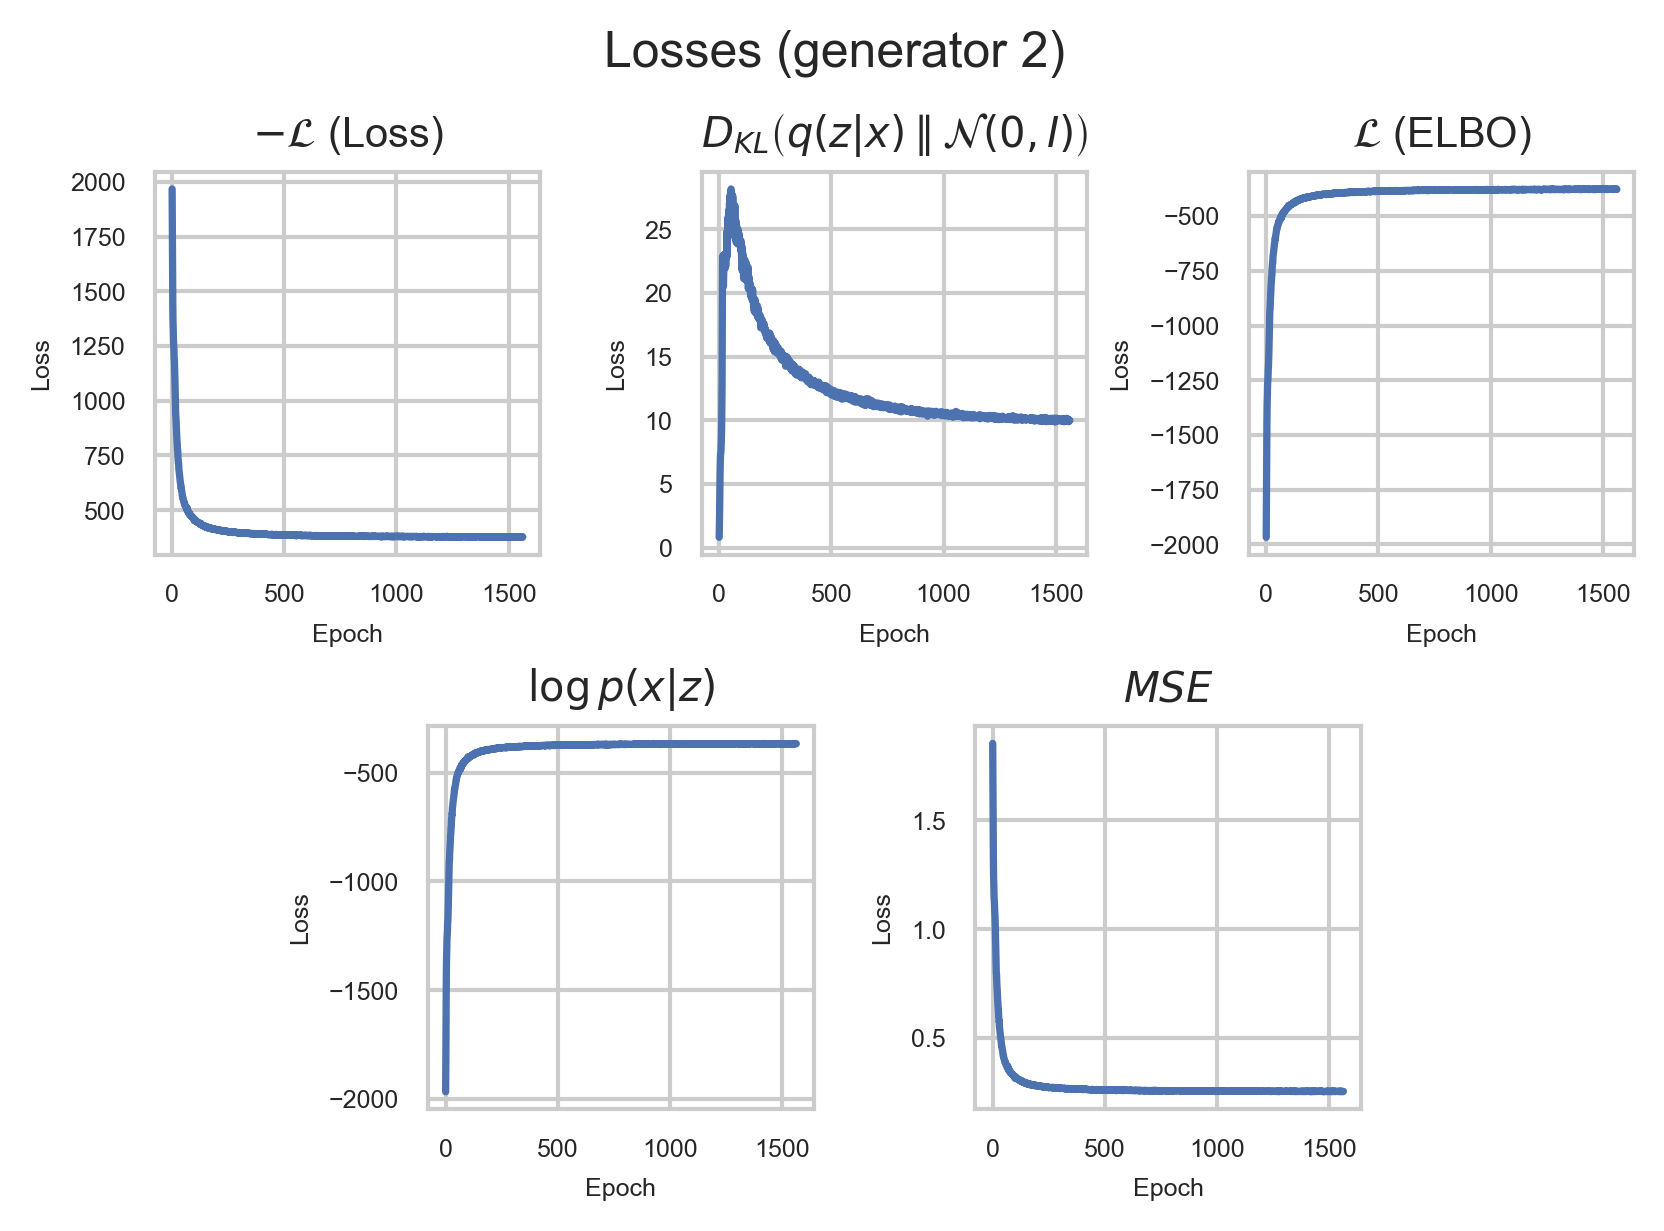 Losses (generator 2)
−ℒ (Loss)
2000
1750
1500
1250
1000
750
500
Loss
0 500 1000 1500
Epoch
D_{KL}(q(z|x) ∥ 𝒩(0, I))
25
20
15
10
5
0
Loss
0 500 1000 1500
Epoch
ℒ (ELBO)
−500
−750
−1000
−1250
−1500
−1750
−2000
Loss
0 500 1000 1500
Epoch
log p(x|z)
−500
−1000
−1500
−2000
Loss
0 500 1000 1500
Epoch
MSE
1.5
1.0
0.5
Loss
0 500 1000 1500
Epoch